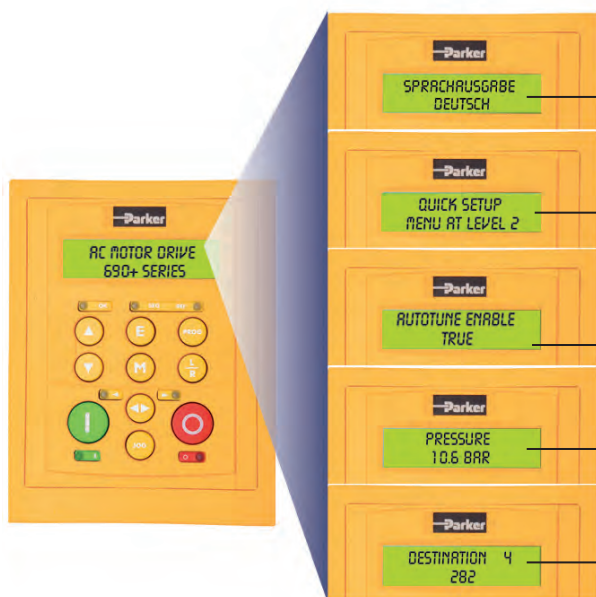 Parker
AC MOTOR DRIVE
690+ SERIES
E
PROG
M
L
R
JOG
Parker
SPRACHAUSGABE
DEUTSCH
Parker
QUICK SETUP
MENU AT LEVEL 2
Parker
AUTOTUNE ENABLE
TRUE
Parker
PRESSURE
10.6 BAR
Parker
DESTINATION 4
282